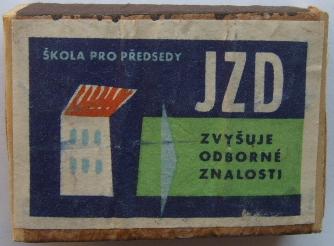 ŠKOLA PRO PŘEDSEDY
JZD
ZVYŠUJE
ODBORNÉ
ZNALOSTI